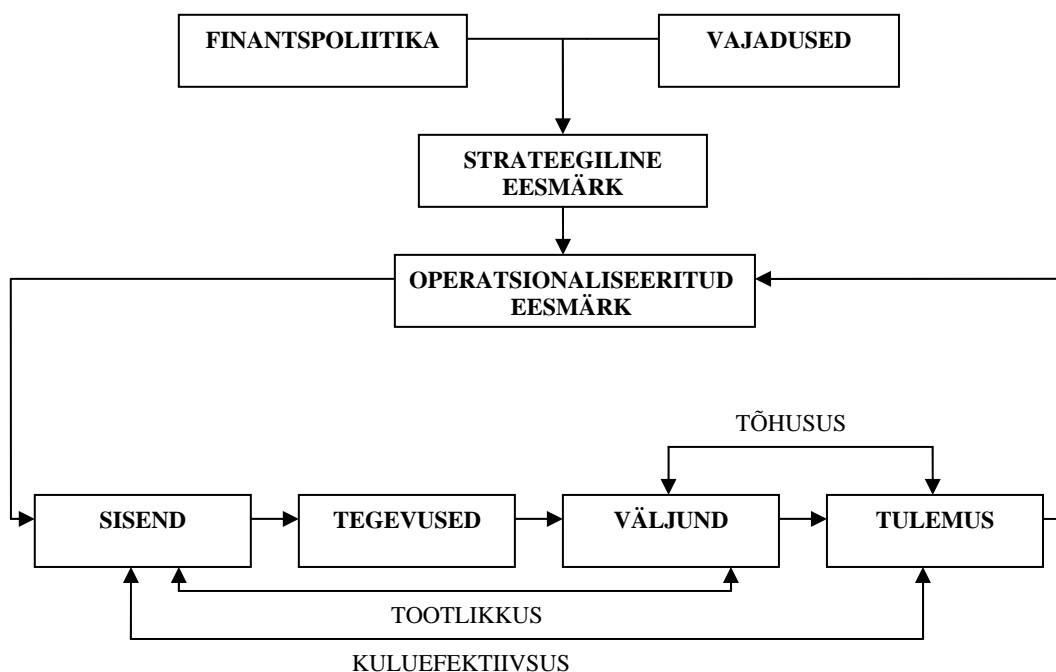 FINANTSPOLIITIKA
VAJADUSED
STRATEEGILINE
EESMÄRK
OPERATSIONALISEERITUD
EESMÄRK
TÕHUSUS
SISEND
TEGEVUSED
VÄLJUND
TULEMUS
TOOTLIKKUS
KULUEFEKTIIVSUS